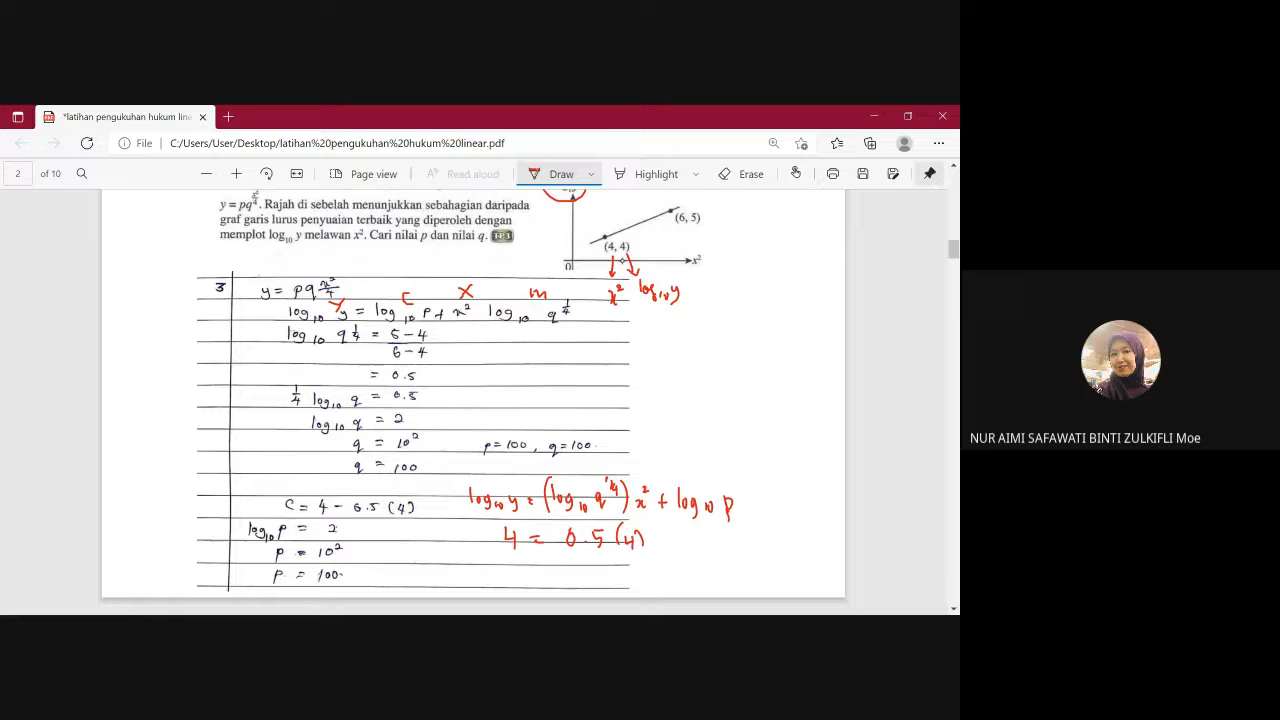 *latihan pengukuhan hukum line
File
C:/Users/User/Desktop/latihan%20pengukuhan%20hukum%20linear.pdf
2 of 10
Page view
Read aloud
Draw
Highlight
Erase
y = pq^(x²/4). Rajah di sebelah menunjukkan sebahagian daripada
graf garis lurus penyuaian terbaik yang diperoleh dengan
memplot log₁₀ y melawan x². Cari nilai p dan nilai q.
(6, 5)
(4, 4)
0
x²
x² log₁₀y
3
y = pq^(x²/4)
Y C X m
log₁₀ y = log₁₀ p + x² log₁₀ q^(1/4)
log₁₀ q^(1/4) = (5 – 4)/(6 – 4)
= 0.5
1/4 log₁₀ q = 0.5
log₁₀ q = 2
q = 10²
q = 100
p = 100, q = 100.
C = 4 – 0.5 (4)
log₁₀ p = 2
p = 10²
p = 100.
log₁₀ y = (log₁₀ q^(1/4)) x² + log₁₀ p
4 = 0.5 (4)
NUR AIMI SAFAWATI BINTI ZULKIFLI Moe